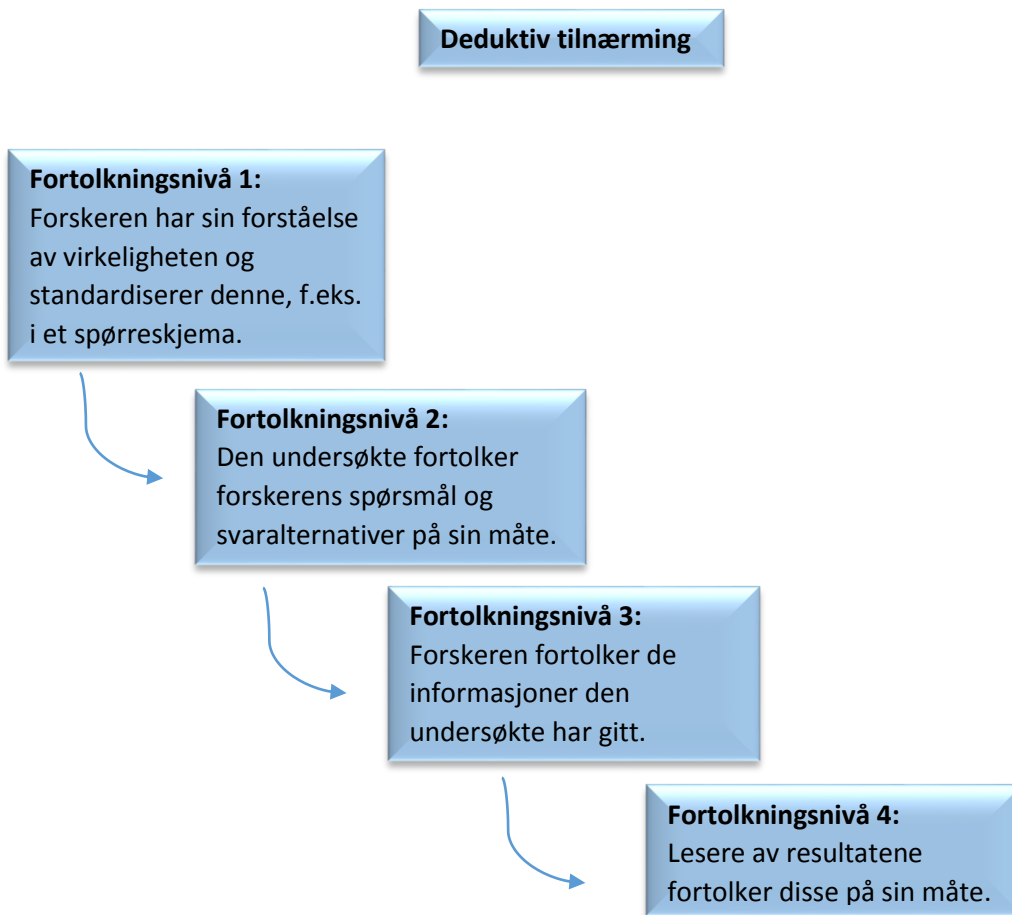 Deduktiv tilnærming
Fortolkningsnivå 1:
Forskeren har sin forståelse
av virkeligheten og
standardiserer denne, f.eks.
i et spørreskjema.
Fortolkningsnivå 2:
Den undersøkte fortolker
forskerens spørsmål og
svaralternativer på sin måte.
Fortolkningsnivå 3:
Forskeren fortolker de
informasjoner den
undersøkte har gitt.
Fortolkningsnivå 4:
Lesere av resultatene
fortolker disse på sin måte.